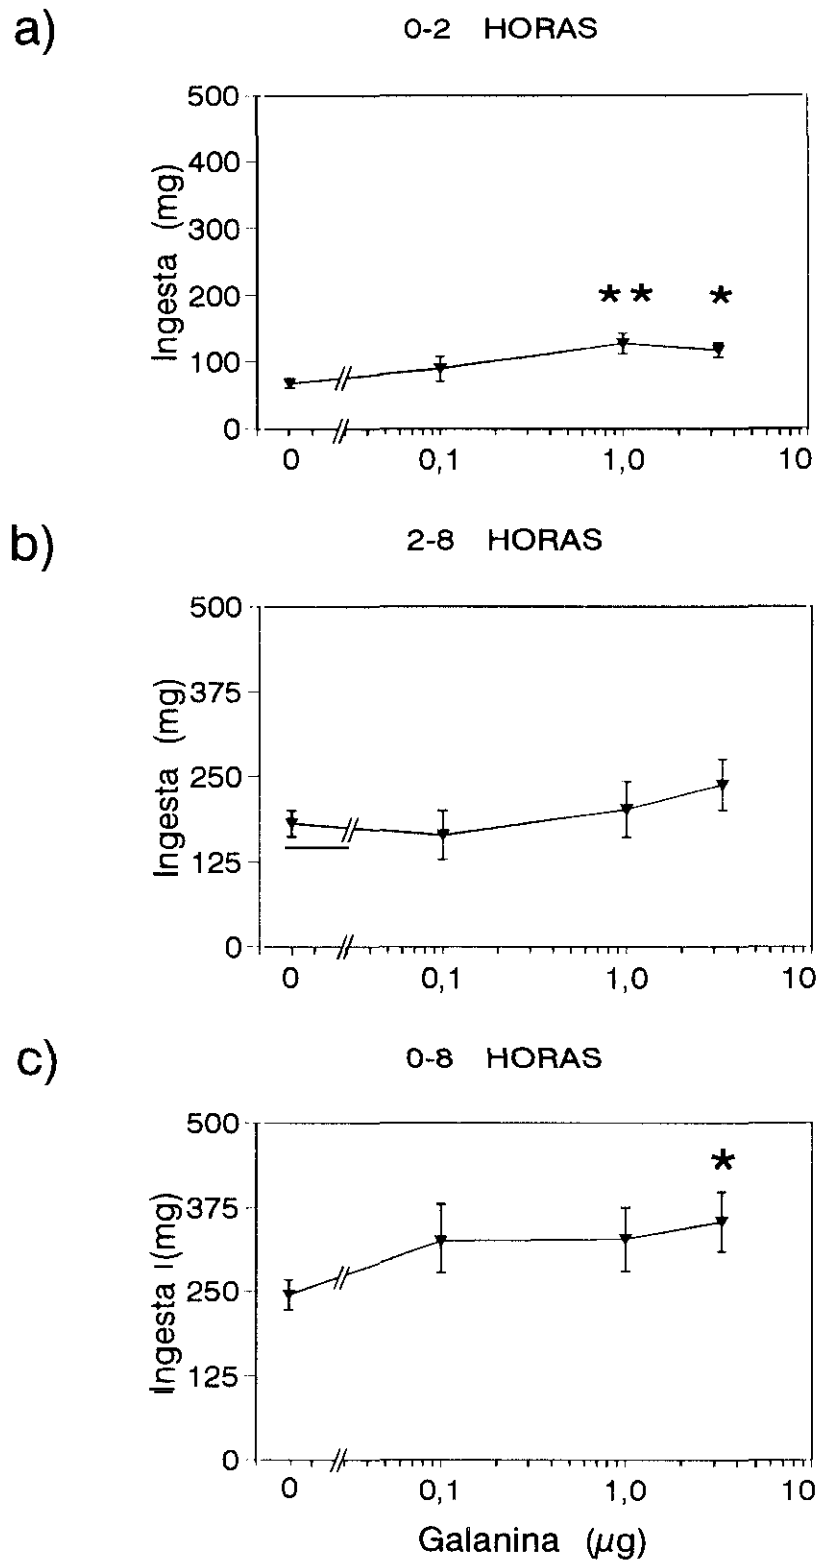 a)
0-2 HORAS
Ingesta (mg)
500
400
300
200
100
0
★★ ★
0 0,1 1,0 10
b)
2-8 HORAS
Ingesta (mg)
500
375
250
125
0
0 0,1 1,0 10
c)
0-8 HORAS
Ingesta (mg)
500
375
250
125
0
★
0 0,1 1,0 10
Galanina (μg)